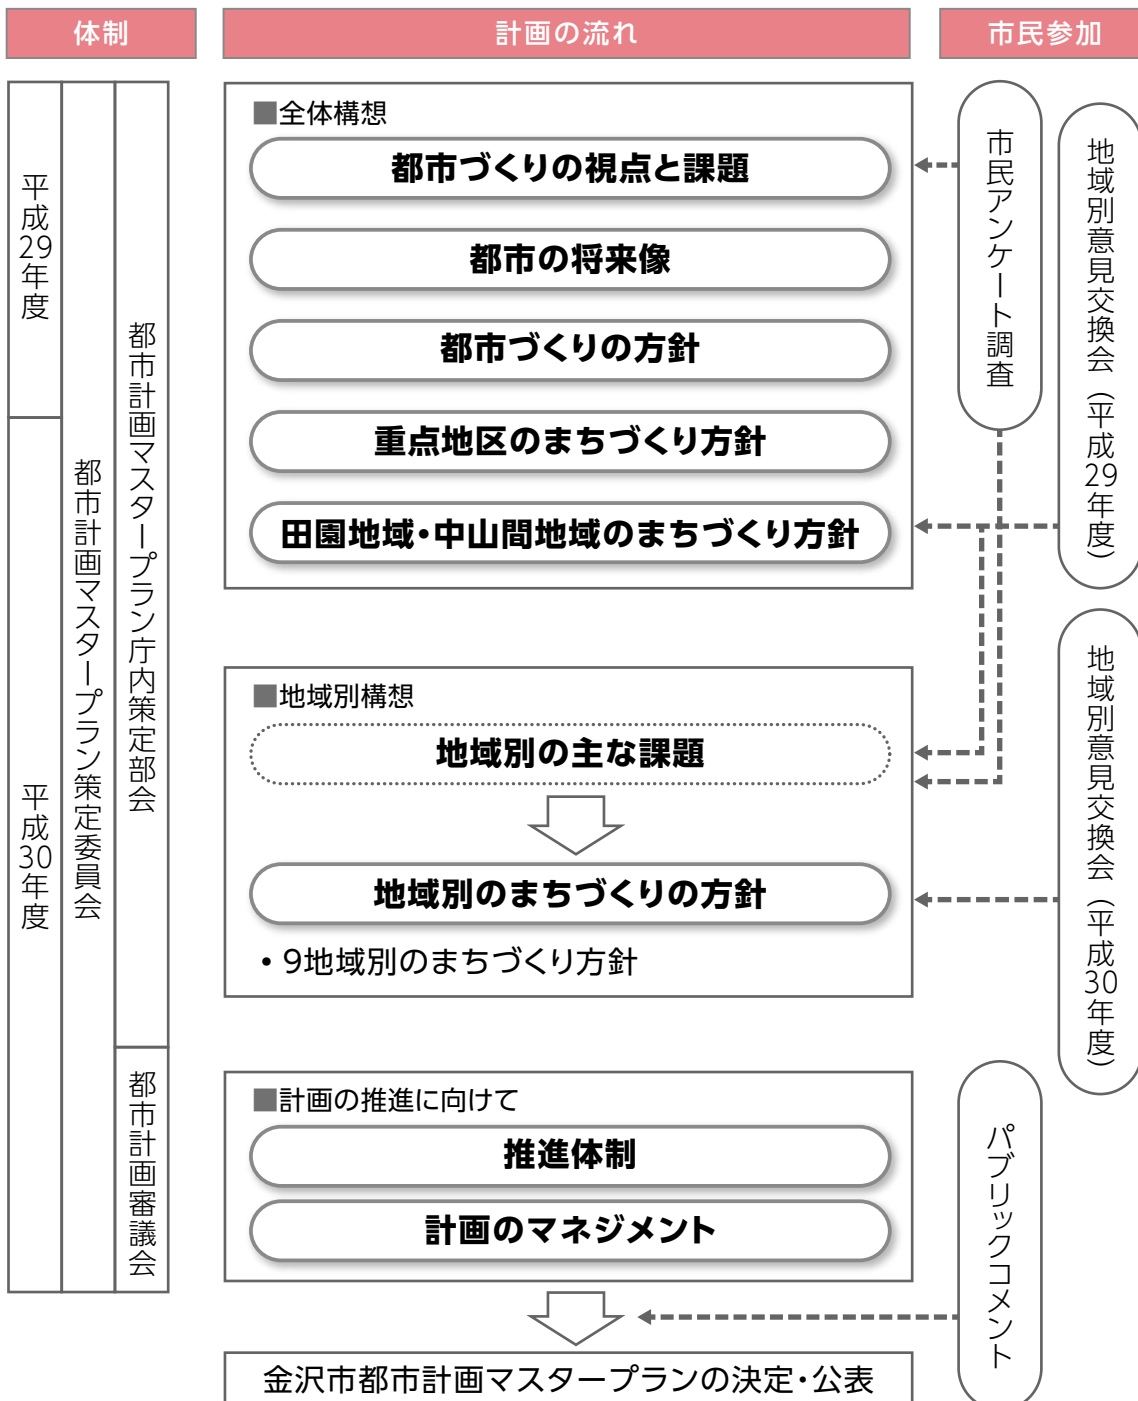 体制
計画の流れ
市民参加
平成29年度
平成30年度
都市計画マスタープラン策定委員会
都市計画マスタープラン庁内策定部会
都市計画審議会
■全体構想
都市づくりの視点と課題
都市の将来像
都市づくりの方針
重点地区のまちづくり方針
田園地域・中山間地域のまちづくり方針
■地域別構想
地域別の主な課題
地域別のまちづくりの方針
・9地域別のまちづくり方針
■計画の推進に向けて
推進体制
計画のマネジメント
金沢市都市計画マスタープランの決定・公表
市民アンケート調査
地域別意見交換会（平成29年度）
地域別意見交換会（平成30年度）
パブリックコメント